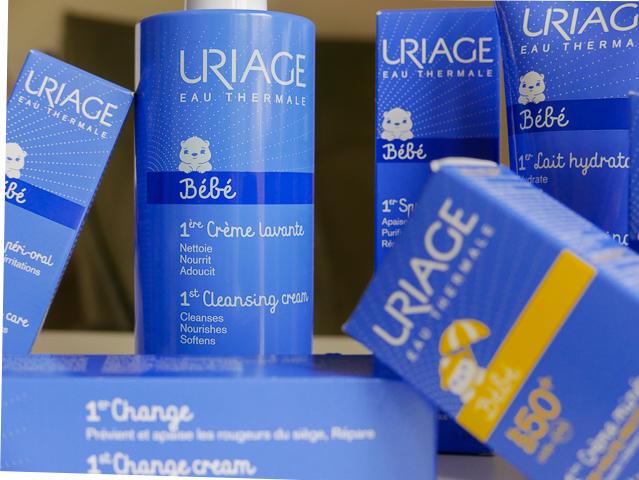 URIAGE
EAU THERMALE
péri-oral
irritations
care
URIAGE
EAU THERMALE
Bébé
1ère Crème lavante
Nettoie
Nourrit
Adoucit
1st Cleansing cream
Cleanses
Nourishes
Softens
URIAGE
EAU THERMALE
Bébé
1er
URIAGE
EAU THERMALE
Bébé
1er Lait
URIAGE
EAU THERMALE
Bébé
50+
1er Change
Prévient et apaise les rougeurs du siège, Répare
1st Change cream